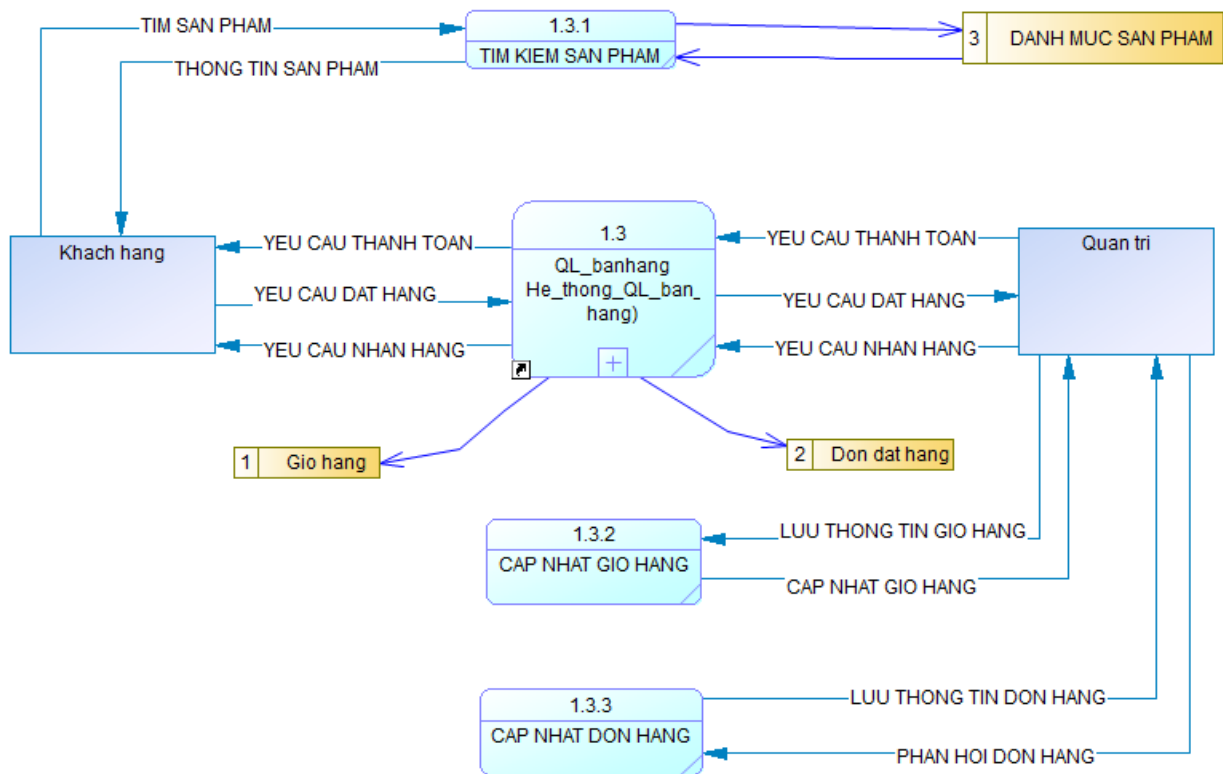 TIM SAN PHAM
1.3.1
TIM KIEM SAN PHAM
3 DANH MUC SAN PHAM
THONG TIN SAN PHAM
Khach hang
YEU CAU THANH TOAN
YEU CAU DAT HANG
YEU CAU NHAN HANG
1.3
QL_banhang
He_thong_QL_ban_
hang)
YEU CAU THANH TOAN
YEU CAU DAT HANG
YEU CAU NHAN HANG
Quan tri
1 Gio hang
2 Don dat hang
1.3.2
CAP NHAT GIO HANG
LUU THONG TIN GIO HANG
CAP NHAT GIO HANG
1.3.3
CAP NHAT DON HANG
LUU THONG TIN DON HANG
PHAN HOI DON HANG